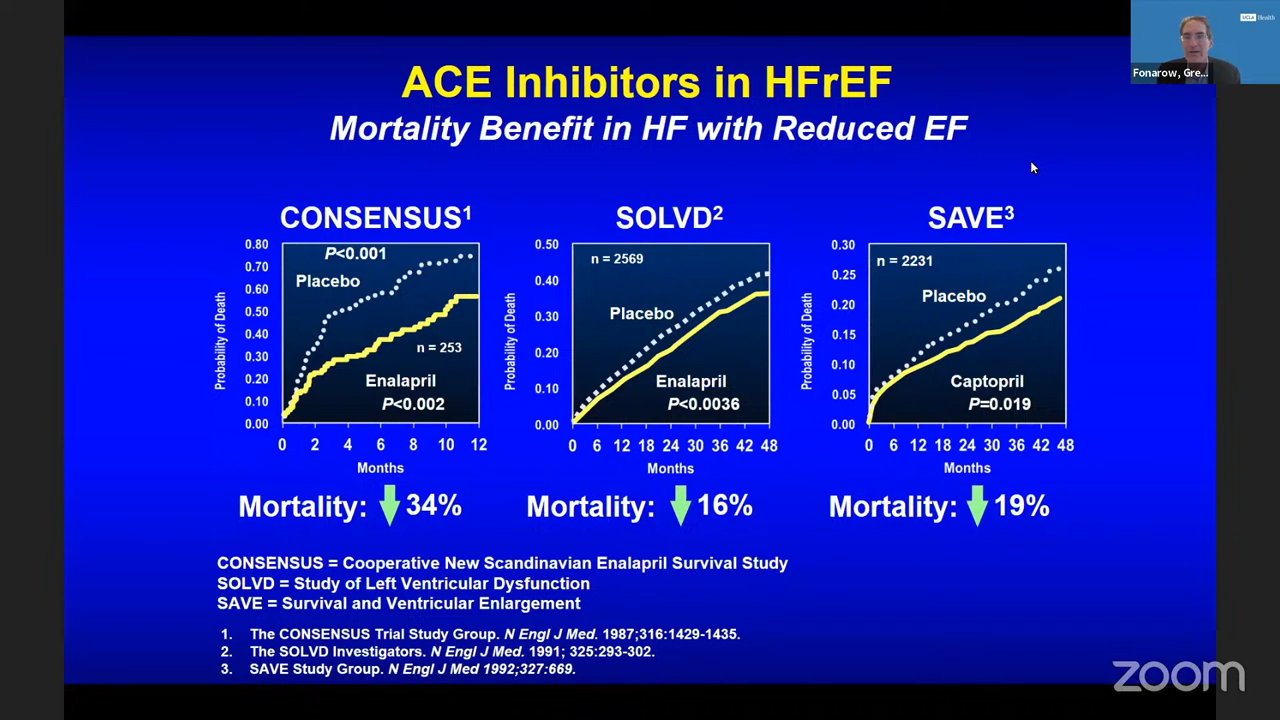 UCLA Health
Fonarow, Gre...
ACE Inhibitors in HFrEF
Mortality Benefit in HF with Reduced EF
CONSENSUS1
0.80
0.70
0.60
0.50
0.40
0.30
0.20
0.10
0.00
Probability of Death
P<0.001
Placebo
n = 253
Enalapril
P<0.002
0 2 4 6 8 10 12
Months
Mortality: 34%
SOLVD2
0.50
0.40
0.30
0.20
0.10
0.00
Probability of Death
n = 2569
Placebo
Enalapril
P<0.0036
0 6 12 18 24 30 36 42 48
Months
Mortality: 16%
SAVE3
0.30
0.25
0.20
0.15
0.10
0.05
0.00
Probability of Death
n = 2231
Placebo
Captopril
P=0.019
0 6 12 18 24 30 36 42 48
Months
Mortality: 19%
CONSENSUS = Cooperative New Scandinavian Enalapril Survival Study
SOLVD = Study of Left Ventricular Dysfunction
SAVE = Survival and Ventricular Enlargement
1. The CONSENSUS Trial Study Group. N Engl J Med. 1987;316:1429-1435.
2. The SOLVD Investigators. N Engl J Med. 1991; 325:293-302.
3. SAVE Study Group. N Engl J Med 1992;327:669.
zoom